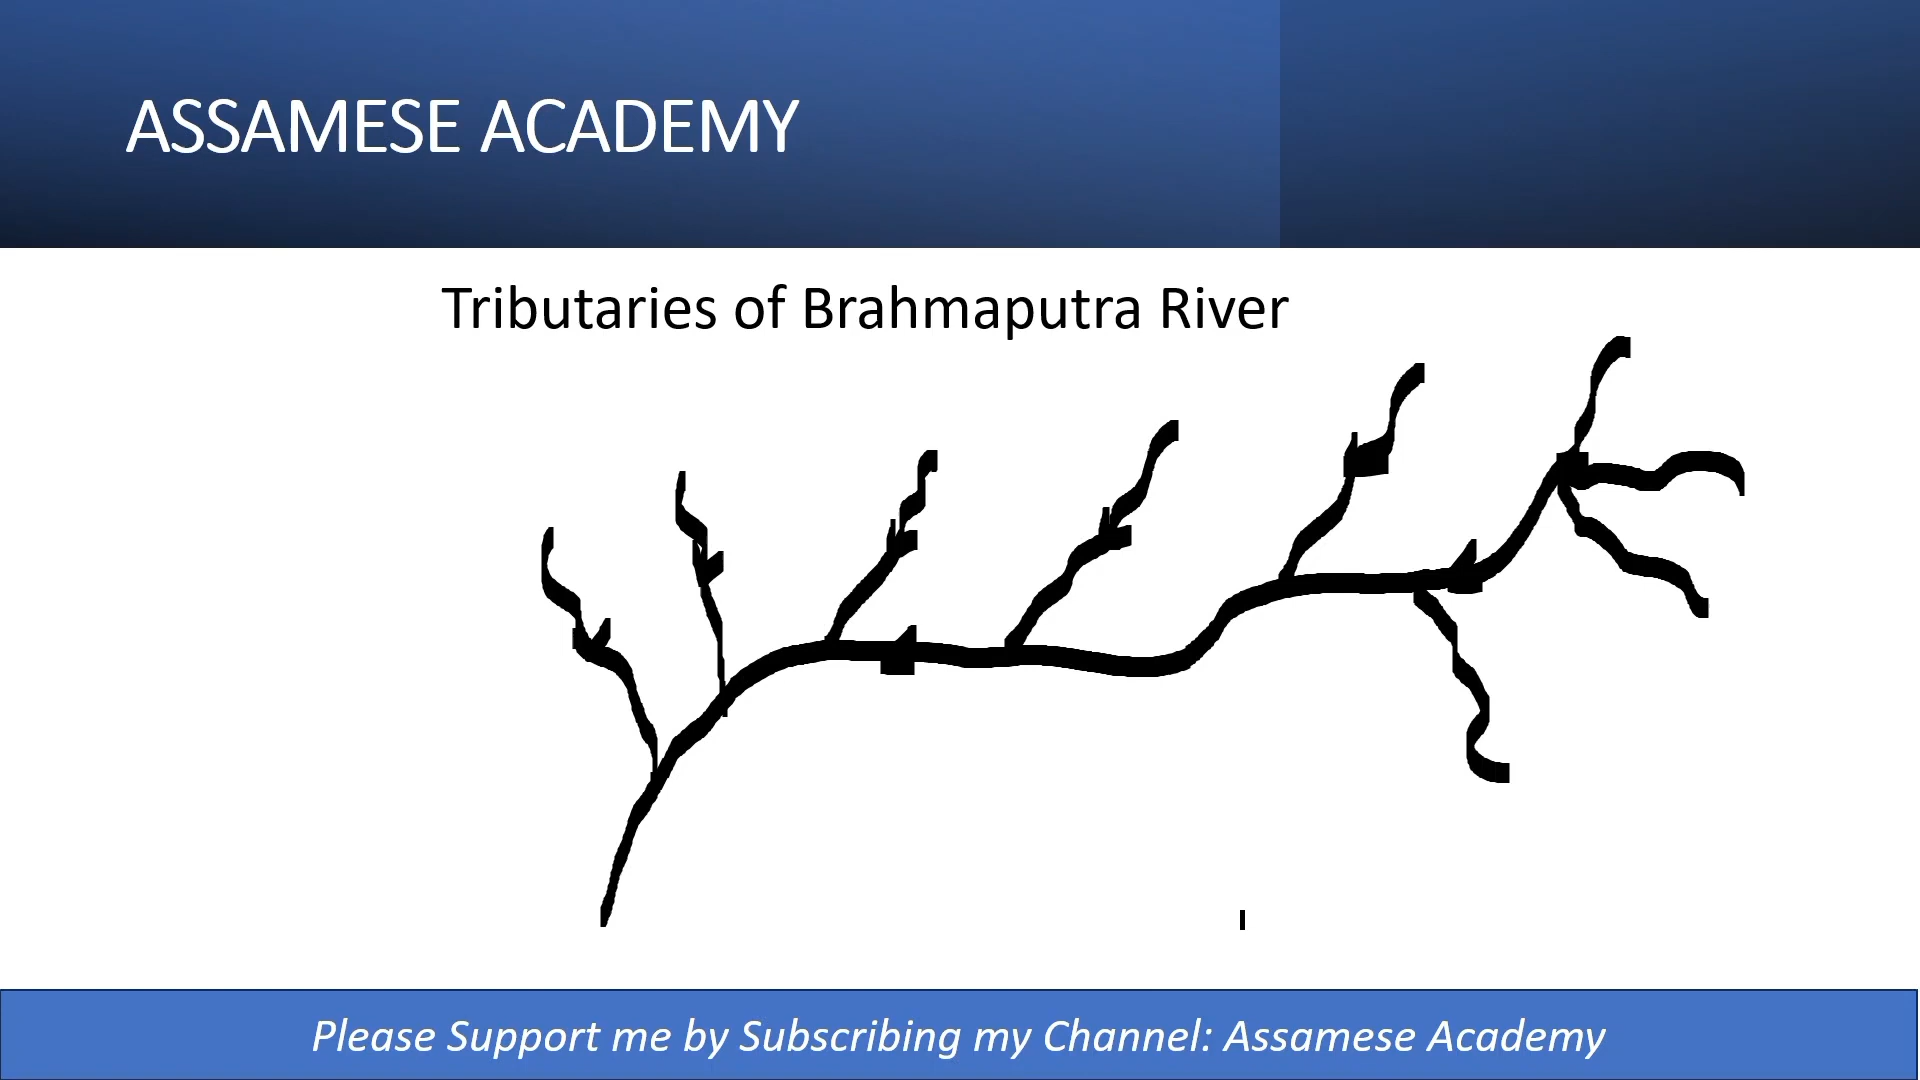 ASSAMESE ACADEMY
Tributaries of Brahmaputra River
Please Support me by Subscribing my Channel: Assamese Academy